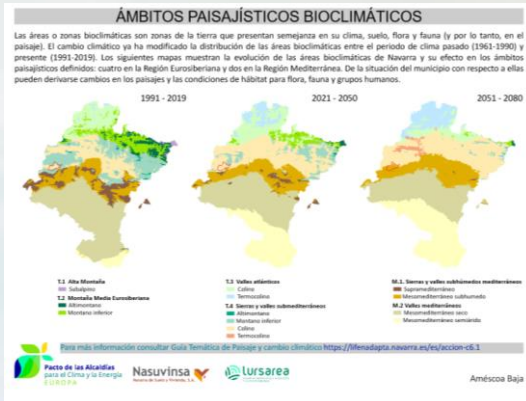 ÁMBITOS PAISAJÍSTICOS BIOCLIMÁTICOS
Las áreas o zonas bioclimáticas son zonas de la tierra que presentan semejanza en su clima, suelo, flora y fauna (y por lo tanto, en el
paisaje). El cambio climático ya ha modificado la distribución de las áreas bioclimáticas entre el periodo de clima pasado (1961-1990) y
presente (1991-2019). Los siguientes mapas muestran la evolución de las áreas bioclimáticas de Navarra y su efecto en los ámbitos
paisajísticos definidos: cuatro en la Región Eurosiberiana y dos en la Región Mediterránea. De la situación del municipio con respecto a ellas
pueden derivarse cambios en los paisajes y las condiciones de hábitat para flora, fauna y grupos humanos.
1991 - 2019
2021 - 2050
2051 - 2080
T.1 Alta Montaña
Subalpino
T.2 Montaña Media Eurosiberiana
Altimontano
Montano inferior
T.3 Valles atlánticos
Colino
Termocolino
T.4 Sierras y valles submediterráneos
Altimontano
Montano inferior
Colino
Termocolino
M.1. Sierras y valles subhúmedos mediterráneos
Supramediterráneo
Mesomediterráneo subhumedo
M.2 Valles mediterráneos
Mesomediterráneo seco
Mesomediterráneo semiárido
Para más información consultar Guía Temática de Paisaje y cambio climático https://lifenadapta.navarra.es/es/accion-c6.1
Pacto de las Alcaldías
para el Clima y la Energía
EUROPA
Nasuvinsa
Navarra de Suelo y Vivienda, S.A.
lursarea
Améscoa Baja